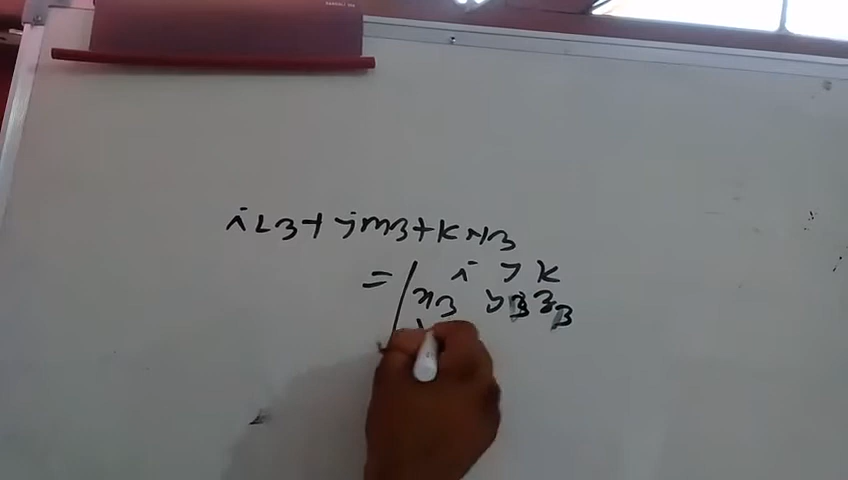 iL3+jm3+kN3
= | i j k
x3 y3 z3